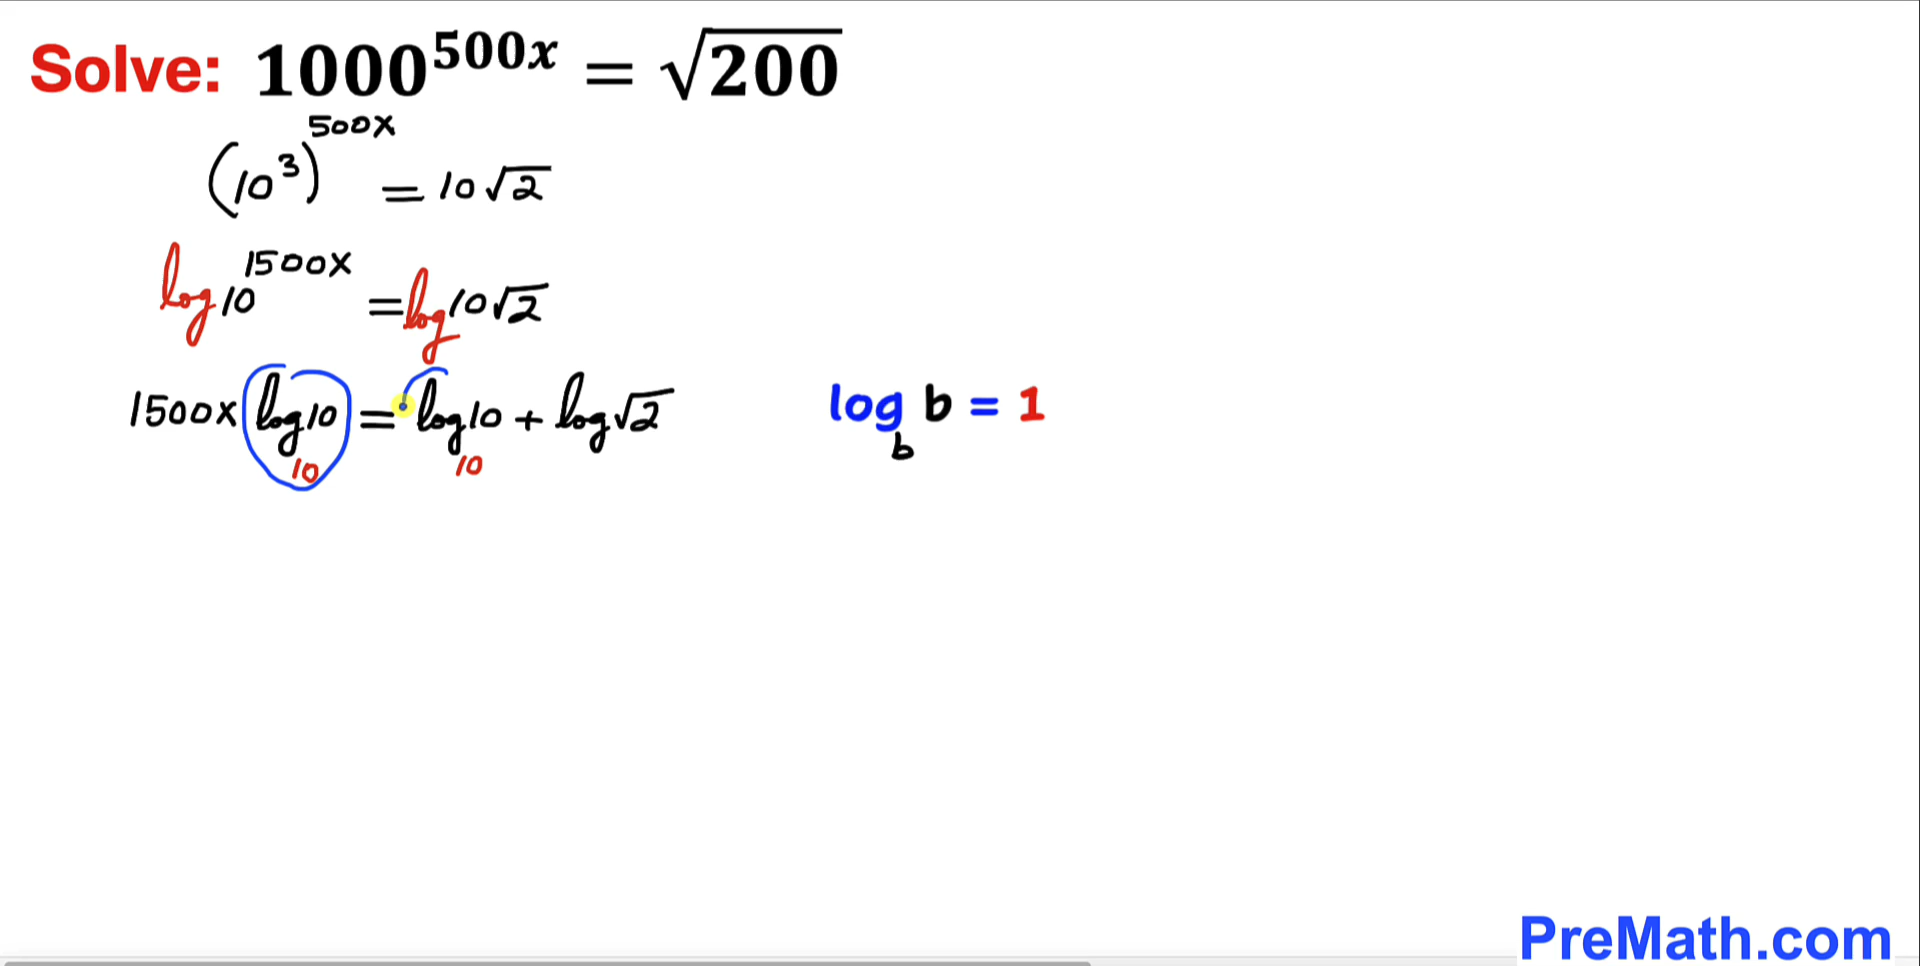 Solve: 1000^500x = √200
(10^3)^500x = 10√2
log 10^1500x = log 10√2
1500x log_10 10 = log_10 10 + log √2
log_b b = 1
PreMath.com